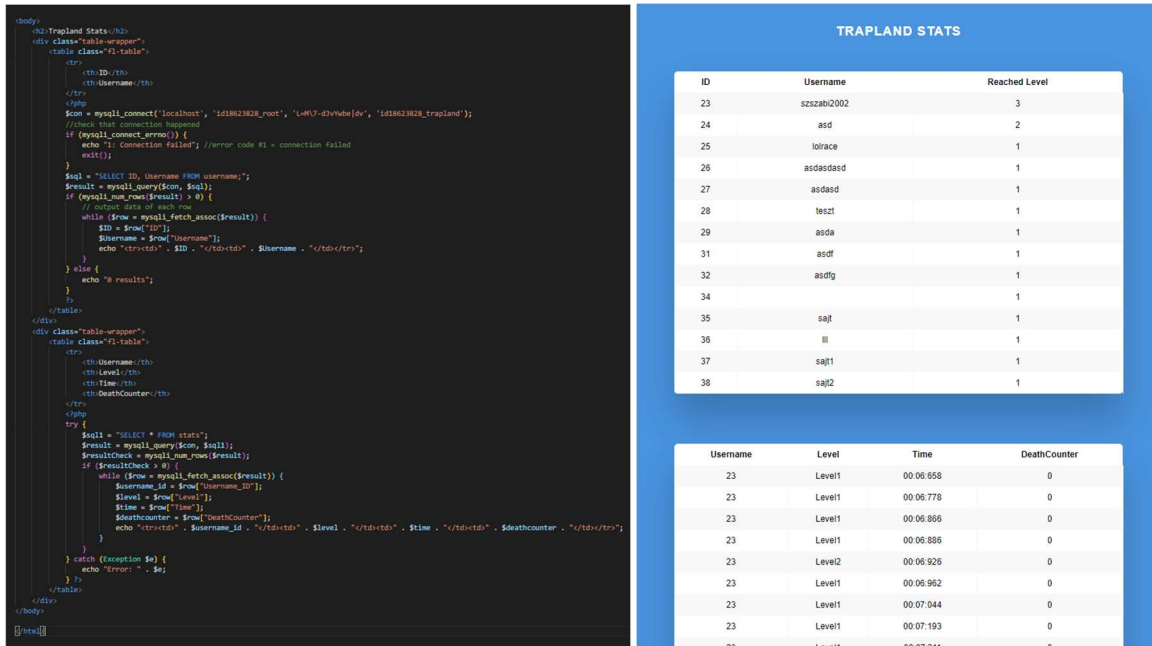 <body>
<h2>Trapland Stats</h2>
<div class="table-wrapper">
<table class="fl-table">
<tr>
<th>ID</th>
<th>Username</th>
</tr>
<?php
$con = mysqli_connect('localhost', 'id18623828_root', 'L=M\7-dJvYwbe|dv', 'id18623828_trapland');
//check that connection happened
if (mysqli_connect_errno()) {
echo "1: Connection failed"; //error code #1 = connection failed
exit();
}
$sql = "SELECT ID, Username FROM username;";
$result = mysqli_query($con, $sql);
if (mysqli_num_rows($result) > 0) {
// output data of each row
while ($row = mysqli_fetch_assoc($result)) {
$ID = $row["ID"];
$Username = $row["Username"];
echo "<tr><td>" . $ID . "</td><td>" . $Username . "</td></tr>";
}
} else {
echo "0 results";
}
?>
</table>
</div>
<div class="table-wrapper">
<table class="fl-table">
<tr>
<th>Username</th>
<th>Level</th>
<th>Time</th>
<th>DeathCounter</th>
</tr>
<?php
try {
$sql1 = "SELECT * FROM stats";
$result = mysqli_query($con, $sql1);
$resultCheck = mysqli_num_rows($result);
if ($resultCheck > 0) {
while ($row = mysqli_fetch_assoc($result)) {
$username_id = $row["Username_ID"];
$level = $row["Level"];
$time = $row["Time"];
$deathcounter = $row["DeathCounter"];
echo "<tr><td>" . $username_id . "</td><td>" . $level . "</td><td>" . $time . "</td><td>" . $deathcounter . "</td></tr>";
}
}
} catch (Exception $e) {
echo "Error: " . $e;
} ?>
</table>
</div>
</body>
</html>
TRAPLAND STATS
ID Username Reached Level
23 szszabi2002 3
24 asd 2
25 lolrace 1
26 asdasdasd 1
27 asdasd 1
28 teszt 1
29 asda 1
31 asdf 1
32 asdfg 1
34 1
35 sajt 1
36 1
37 sajt1 1
38 sajt2 1
Username Level Time DeathCounter
23 Level1 00:06:658 0
23 Level1 00:06:778 0
23 Level1 00:06:866 0
23 Level1 00:06:886 0
23 Level2 00:06:926 0
23 Level1 00:06:962 0
23 Level1 00:07:044 0
23 Level1 00:07:193 0